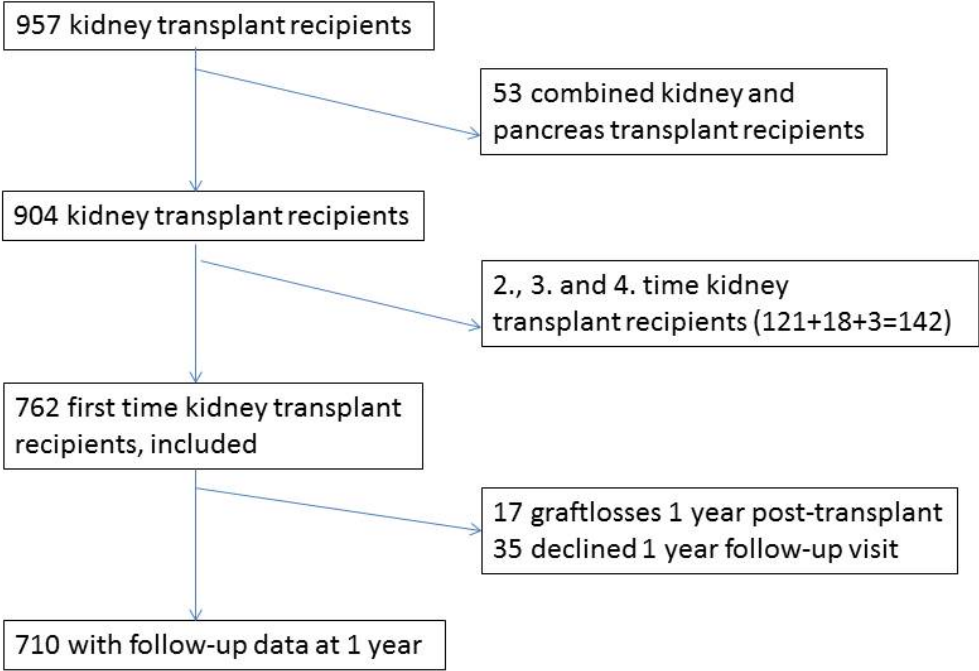 957 kidney transplant recipients
53 combined kidney and
pancreas transplant recipients
904 kidney transplant recipients
2., 3. and 4. time kidney
transplant recipients (121+18+3=142)
762 first time kidney transplant
recipients, included
17 graftlosses 1 year post-transplant
35 declined 1 year follow-up visit
710 with follow-up data at 1 year